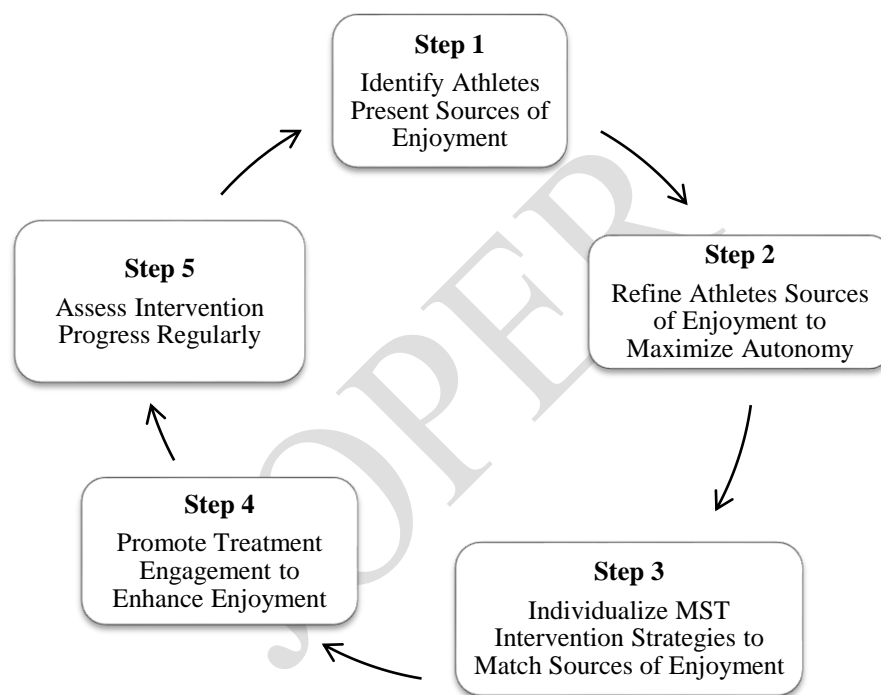 Step 1
Identify Athletes
Present Sources of
Enjoyment
Step 2
Refine Athletes Sources
of Enjoyment to
Maximize Autonomy
Step 3
Individualize MST
Intervention Strategies to
Match Sources of Enjoyment
Step 4
Promote Treatment
Engagement to
Enhance Enjoyment
Step 5
Assess Intervention
Progress Regularly
JOPER